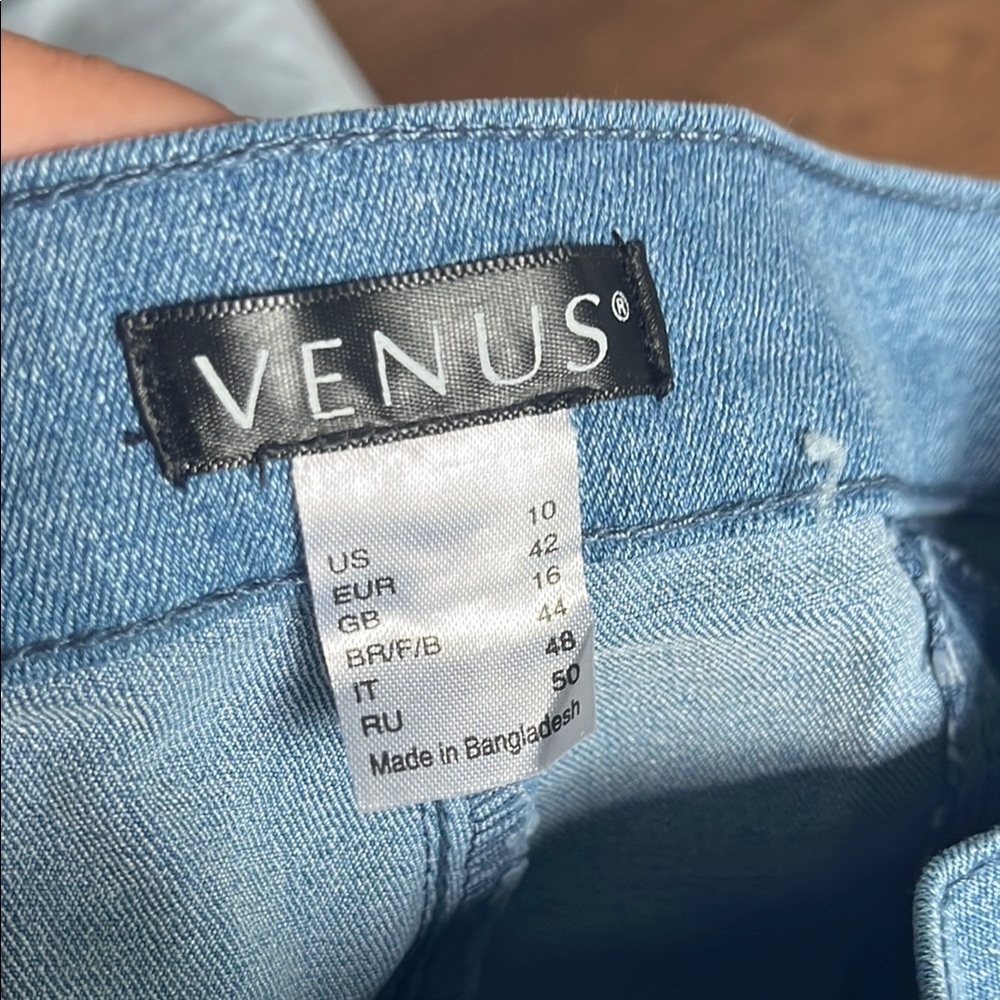 VENUS®
US 10
EUR 42
GB 16
BR/F/B 44
IT 48
RU 50
Made in Bangladesh